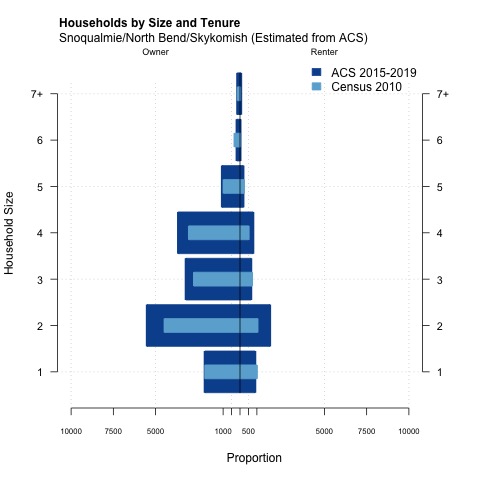 Households by Size and Tenure
Snoqualmie/North Bend/Skykomish (Estimated from ACS)
Owner Renter
ACS 2015-2019
Census 2010
7+ 7+
6 6
5 5
4 4
3 3
2 2
1 1
Household Size
10000 7500 5000 1000 500 5000 7500 10000
Proportion